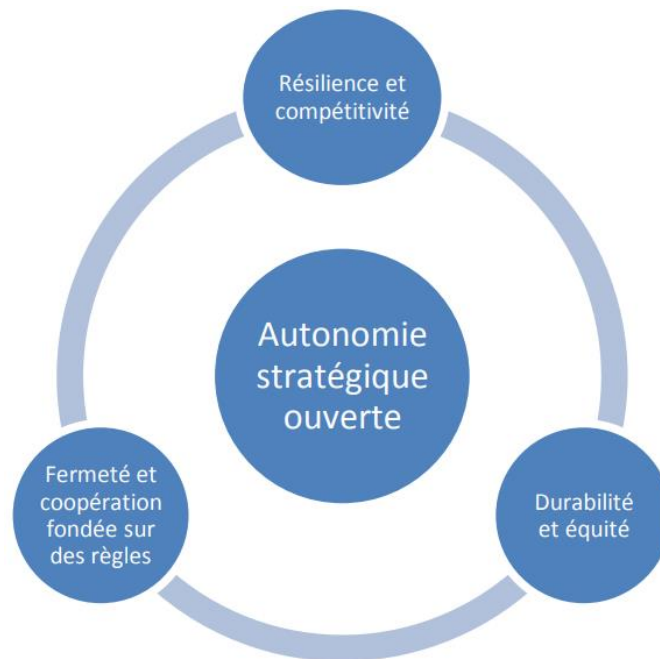 Résilience et
compétitivité
Autonomie
stratégique
ouverte
Fermeté et
coopération
fondée sur
des règles
Durabilité
et équité